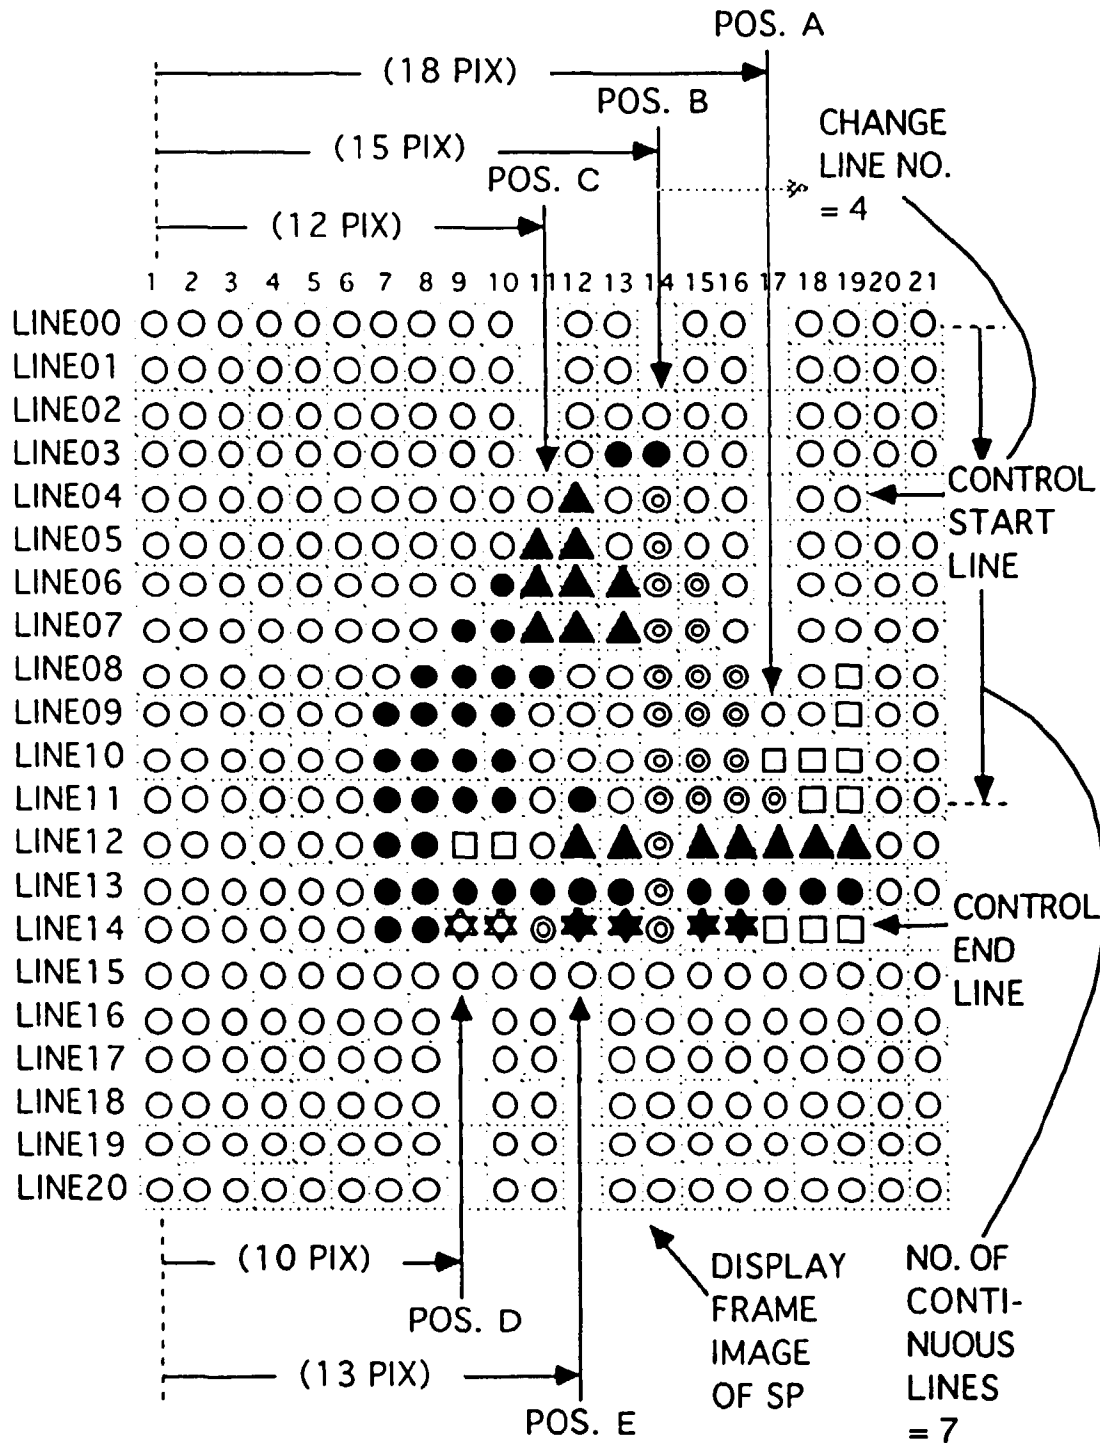 POS. A
(18 PIX)
POS. B
(15 PIX)
POS. C
(12 PIX)
CHANGE
LINE NO.
= 4
1 2 3 4 5 6 7 8 9 10 11 12 13 14 15 16 17 18 19 20 21
LINE00
LINE01
LINE02
LINE03
LINE04
LINE05
LINE06
LINE07
LINE08
LINE09
LINE10
LINE11
LINE12
LINE13
LINE14
LINE15
LINE16
LINE17
LINE18
LINE19
LINE20
CONTROL
START
LINE
CONTROL
END
LINE
(10 PIX)
POS. D
(13 PIX)
POS. E
DISPLAY
FRAME
IMAGE
OF SP
NO. OF
CONTI-
NUOUS
LINES
= 7